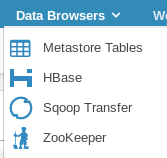 Data Browsers
Metastore Tables
HBase
Sqoop Transfer
ZooKeeper